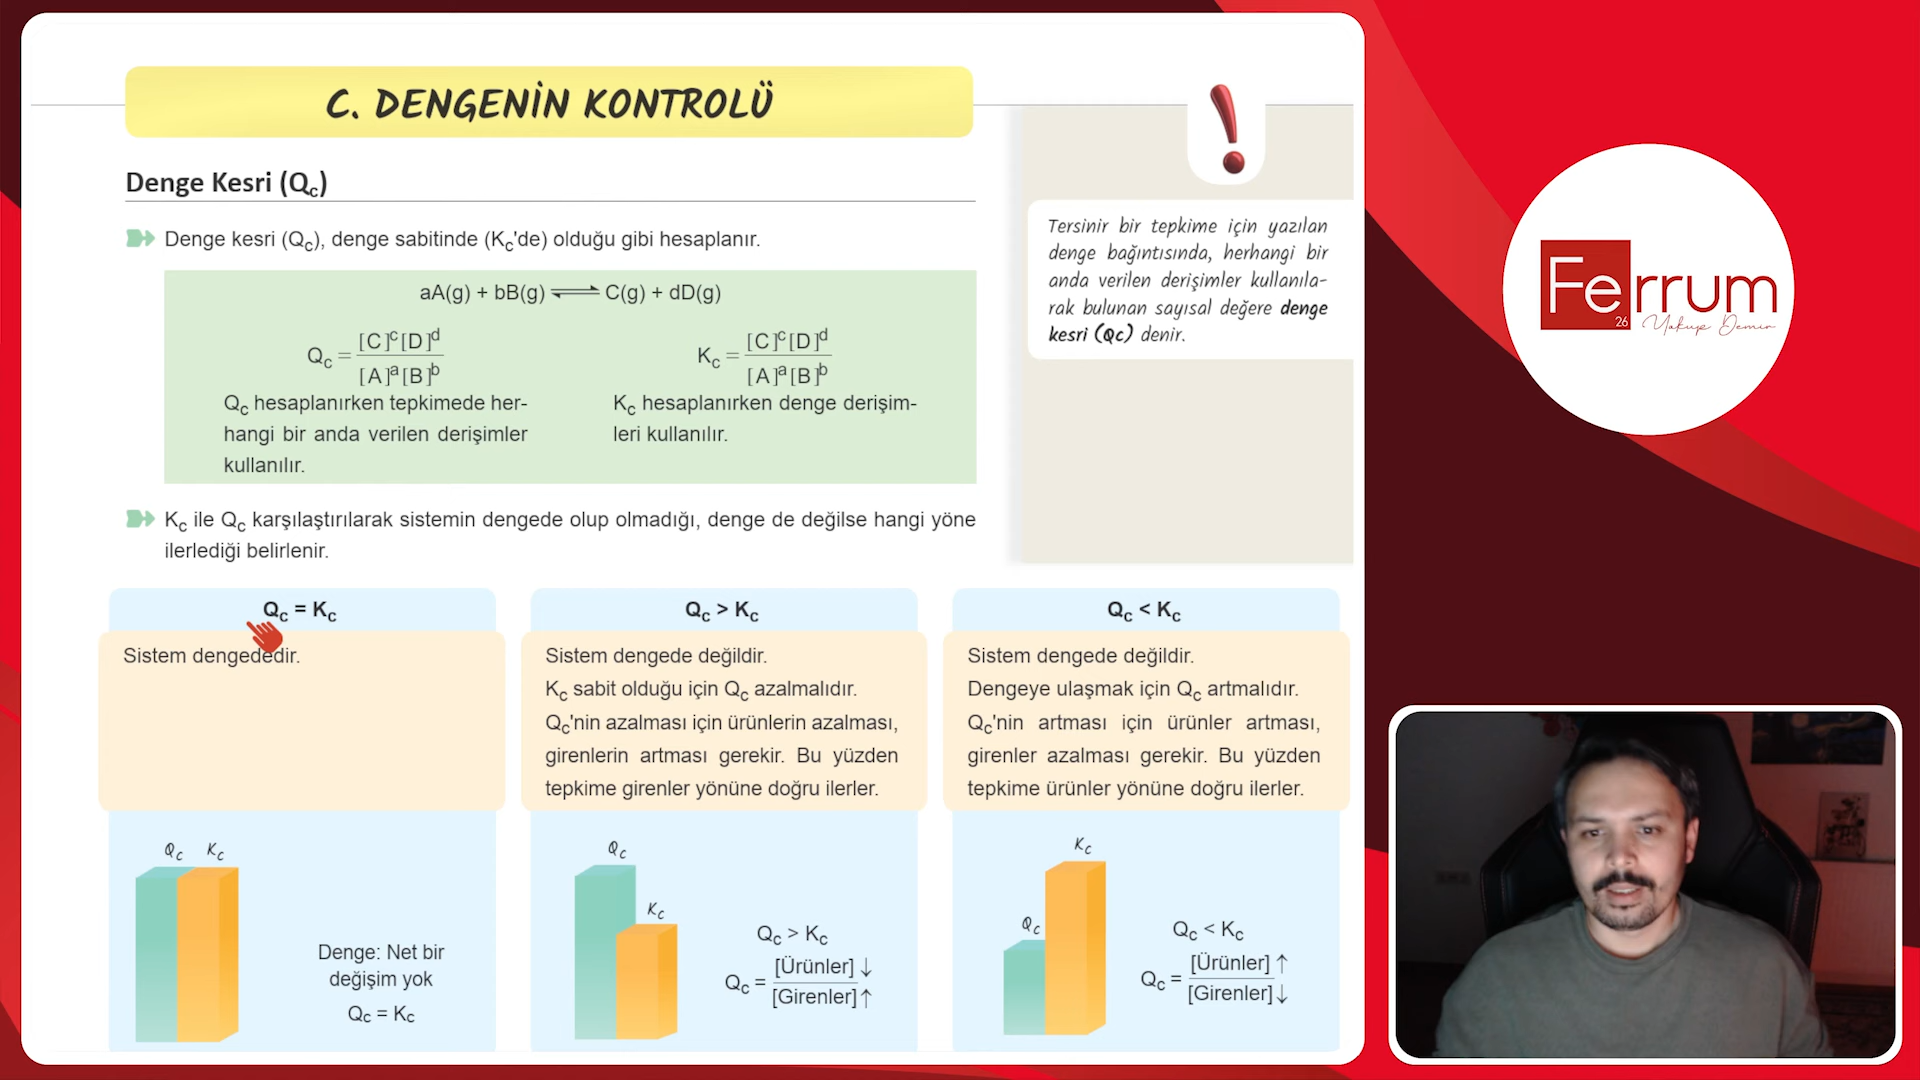 C. DENGENİN KONTROLÜ
Denge Kesri (Qc)
Denge kesri (Qc), denge sabitinde (Kc'de) olduğu gibi hesaplanır.
aA(g) + bB(g) ⇌ C(g) + dD(g)
Qc = [C]^c[D]^d / [A]^a[B]^b
Qc hesaplanırken tepkimede her-
hangi bir anda verilen derişimler
kullanılır.
Kc = [C]^c[D]^d / [A]^a[B]^b
Kc hesaplanırken denge derişim-
leri kullanılır.
Kc ile Qc karşılaştırılarak sistemin dengede olup olmadığı, denge de değilse hangi yöne
ilerlediği belirlenir.
Tersinir bir tepkime için yazılan
denge bağıntısında, herhangi bir
anda verilen derişimler kullanıla-
rak bulunan sayısal değere denge
kesri (Qc) denir.
Qc = Kc
Sistem dengededir.
Qc Kc
Denge: Net bir
değişim yok
Qc = Kc
Qc > Kc
Sistem dengede değildir.
Kc sabit olduğu için Qc azalmalıdır.
Qc'nin azalması için ürünlerin azalması,
girenlerin artması gerekir. Bu yüzden
tepkime girenler yönüne doğru ilerler.
Qc
Kc
Qc > Kc
Qc = [Ürünler]↓ / [Girenler]↑
Qc < Kc
Sistem dengede değildir.
Dengeye ulaşmak için Qc artmalıdır.
Qc'nin artması için ürünler artması,
girenler azalması gerekir. Bu yüzden
tepkime ürünler yönüne doğru ilerler.
Kc
Qc
Qc < Kc
Qc = [Ürünler]↑ / [Girenler]↓
Ferrum
26
Yakup Demir